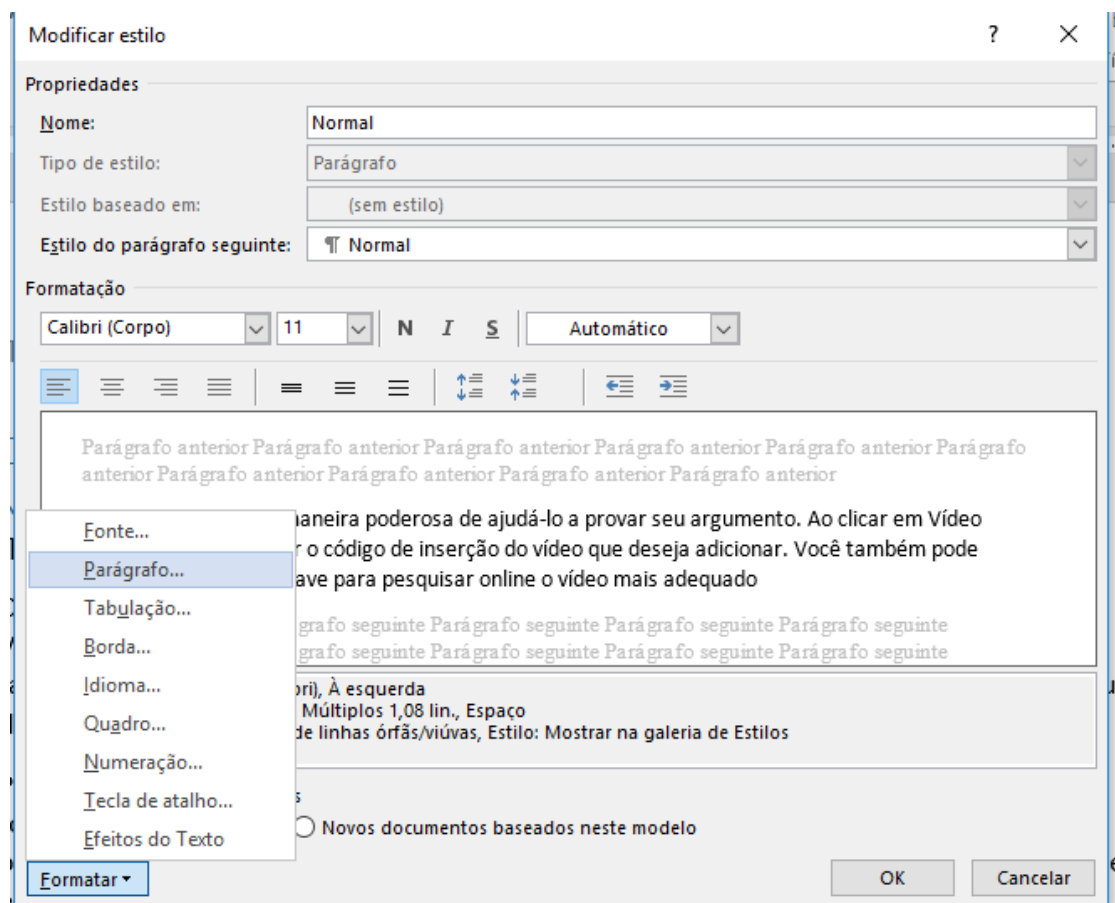 Modificar estilo ? ×
Propriedades
Nome: Normal
Tipo de estilo: Parágrafo
Estilo baseado em: (sem estilo)
Estilo do parágrafo seguinte: ¶ Normal
Formatação
Calibri (Corpo) 11 N I S Automático
Parágrafo anterior Parágrafo anterior Parágrafo anterior Parágrafo anterior Parágrafo anterior Parágrafo
anterior Parágrafo anterior Parágrafo anterior Parágrafo anterior Parágrafo anterior
maneira poderosa de ajudá-lo a provar seu argumento. Ao clicar em Vídeo
r o código de inserção do vídeo que deseja adicionar. Você também pode
ave para pesquisar online o vídeo mais adequado
grafo seguinte Parágrafo seguinte Parágrafo seguinte Parágrafo seguinte
grafo seguinte Parágrafo seguinte Parágrafo seguinte Parágrafo seguinte
Fonte...
Parágrafo...
Tabulação...
Borda...
Idioma...
Quadro...
Numeração...
Tecla de atalho...
Efeitos do Texto
bri), À esquerda
Múltiplos 1,08 lin., Espaço
de linhas órfãs/viúvas, Estilo: Mostrar na galeria de Estilos
s
Novos documentos baseados neste modelo
Formatar OK Cancelar